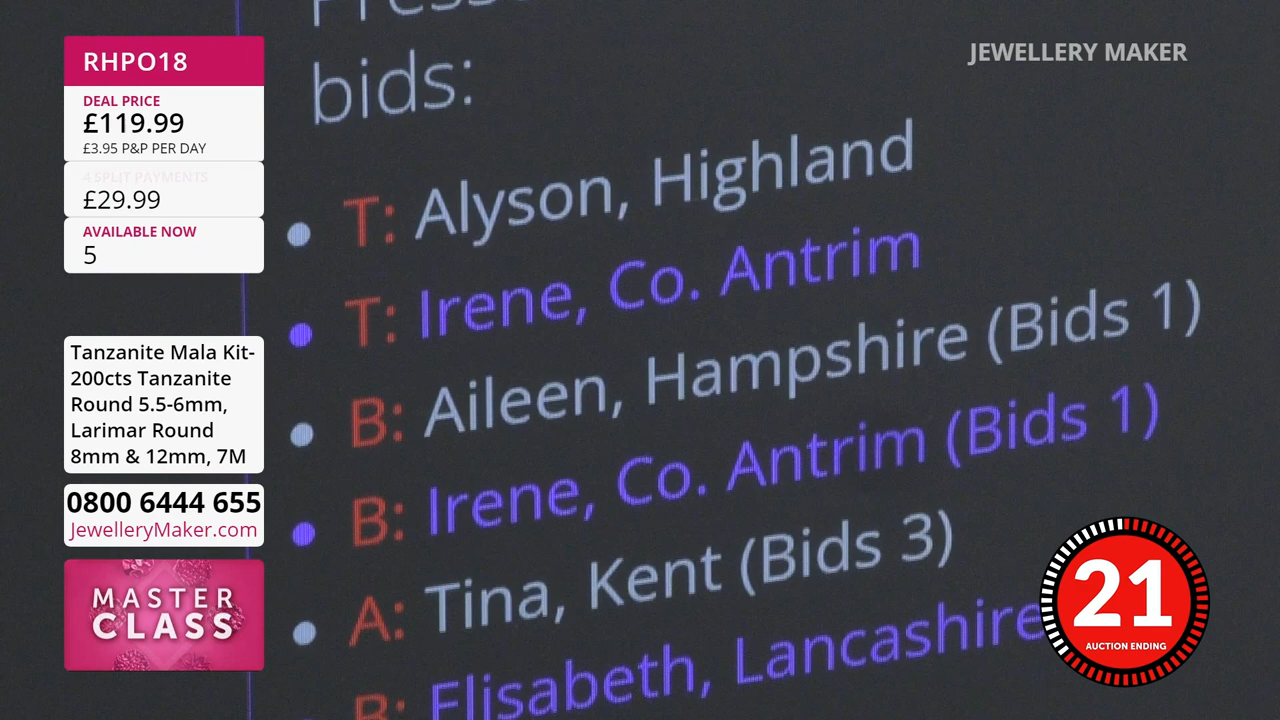 RHPO18
DEAL PRICE
£119.99
£3.95 P&P PER DAY
4 SPLIT PAYMENTS
£29.99
AVAILABLE NOW
5
Tanzanite Mala Kit-
200cts Tanzanite
Round 5.5-6mm,
Larimar Round
8mm & 12mm, 7M
0800 6444 655
JewelleryMaker.com
MASTER
CLASS
JEWELLERY MAKER
bids:
T: Alyson, Highland
T: Irene, Co. Antrim
B: Aileen, Hampshire (Bids 1)
B: Irene, Co. Antrim (Bids 1)
A: Tina, Kent (Bids 3)
B: Elisabeth, Lancashire
21
AUCTION ENDING